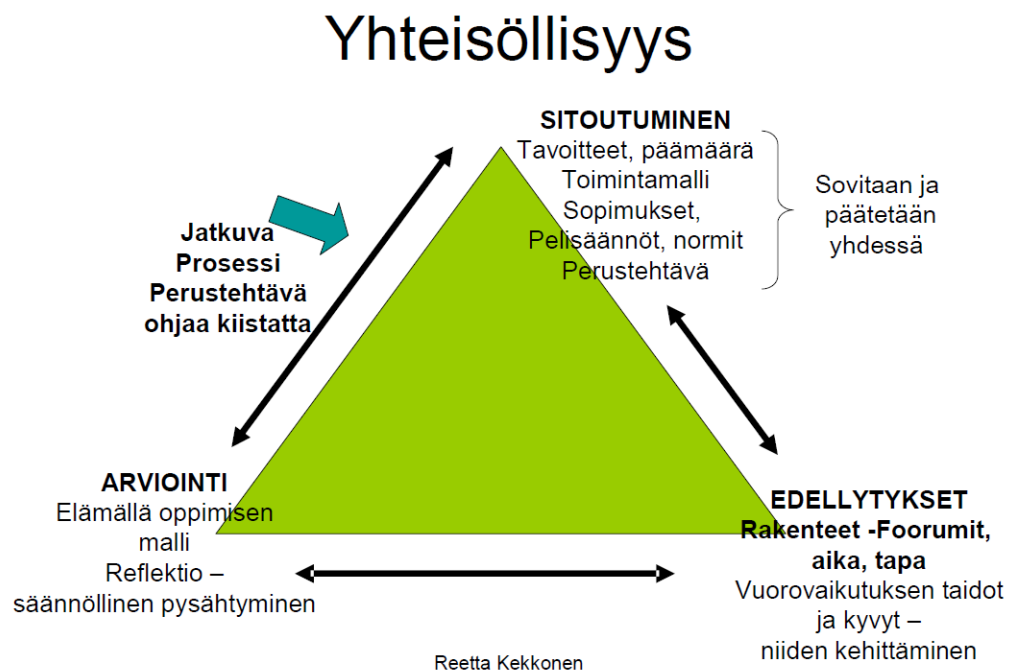 Yhteisöllisyys
SITOUTUMINEN
Tavoitteet, päämäärä
Toimintamalli
Sopimukset,
Pelisäännöt, normit
Perustehtävä
Sovitaan ja
päätetään
yhdessä
Jatkuva
Prosessi
Perustehtävä
ohjaa kiistatta
ARVIOINTI
Elämällä oppimisen
malli
Reflektio –
säännöllinen pysähtyminen
EDELLYTYKSET
Rakenteet -Foorumit,
aika, tapa
Vuorovaikutuksen taidot
ja kyvyt –
niiden kehittäminen
Reetta Kekkonen